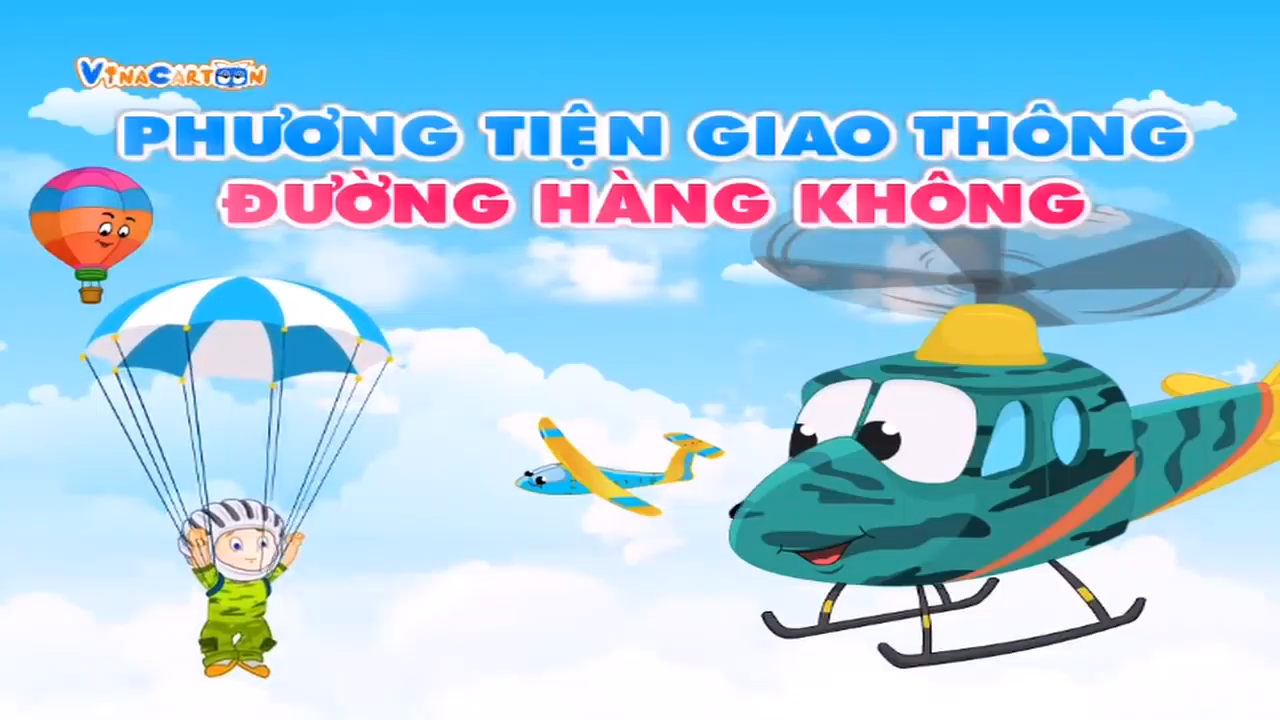 VINACARTOON
PHƯƠNG TIỆN GIAO THÔNG
ĐƯỜNG HÀNG KHÔNG